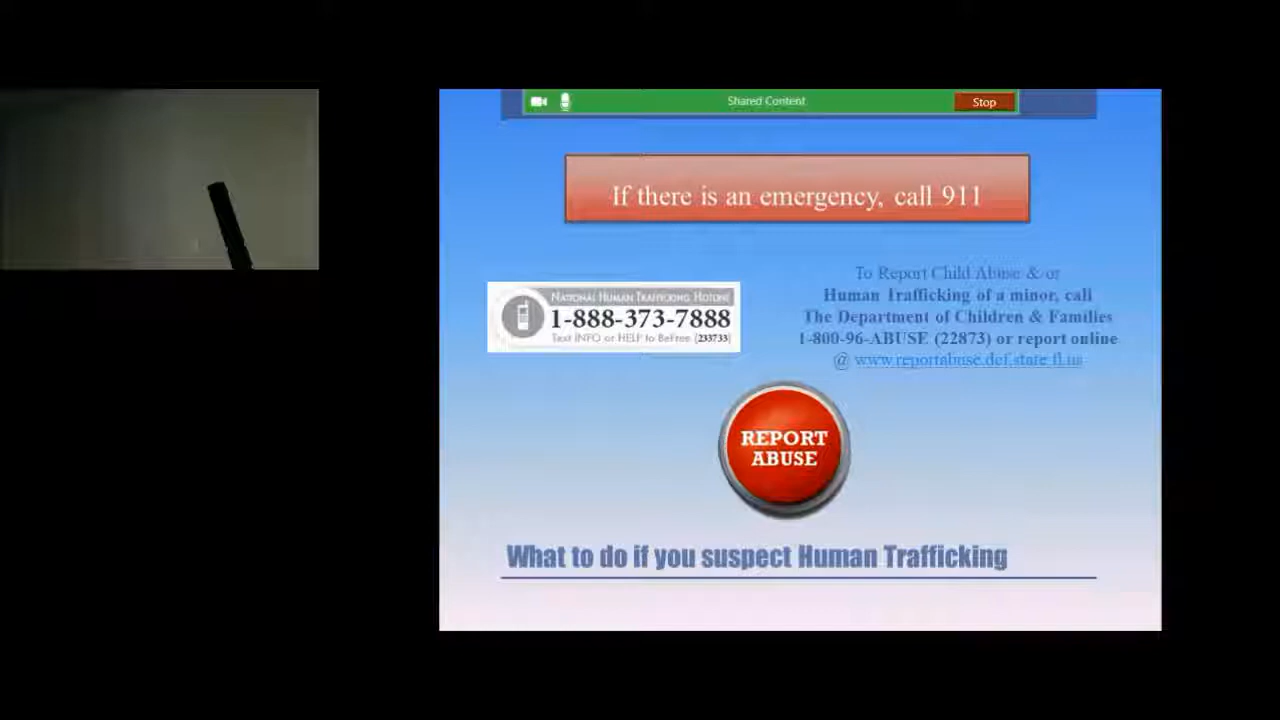 Shared Content
Stop
If there is an emergency, call 911
NATIONAL HUMAN TRAFFICKING HOTLINE
1-888-373-7888
Text INFO or HELP to BeFree (233733)
To Report Child Abuse & or
Human Trafficking of a minor, call
The Department of Children & Families
1-800-96-ABUSE (22873) or report online
@ www.reportabuse.dcf.state.fl.us
REPORT
ABUSE
What to do if you suspect Human Trafficking